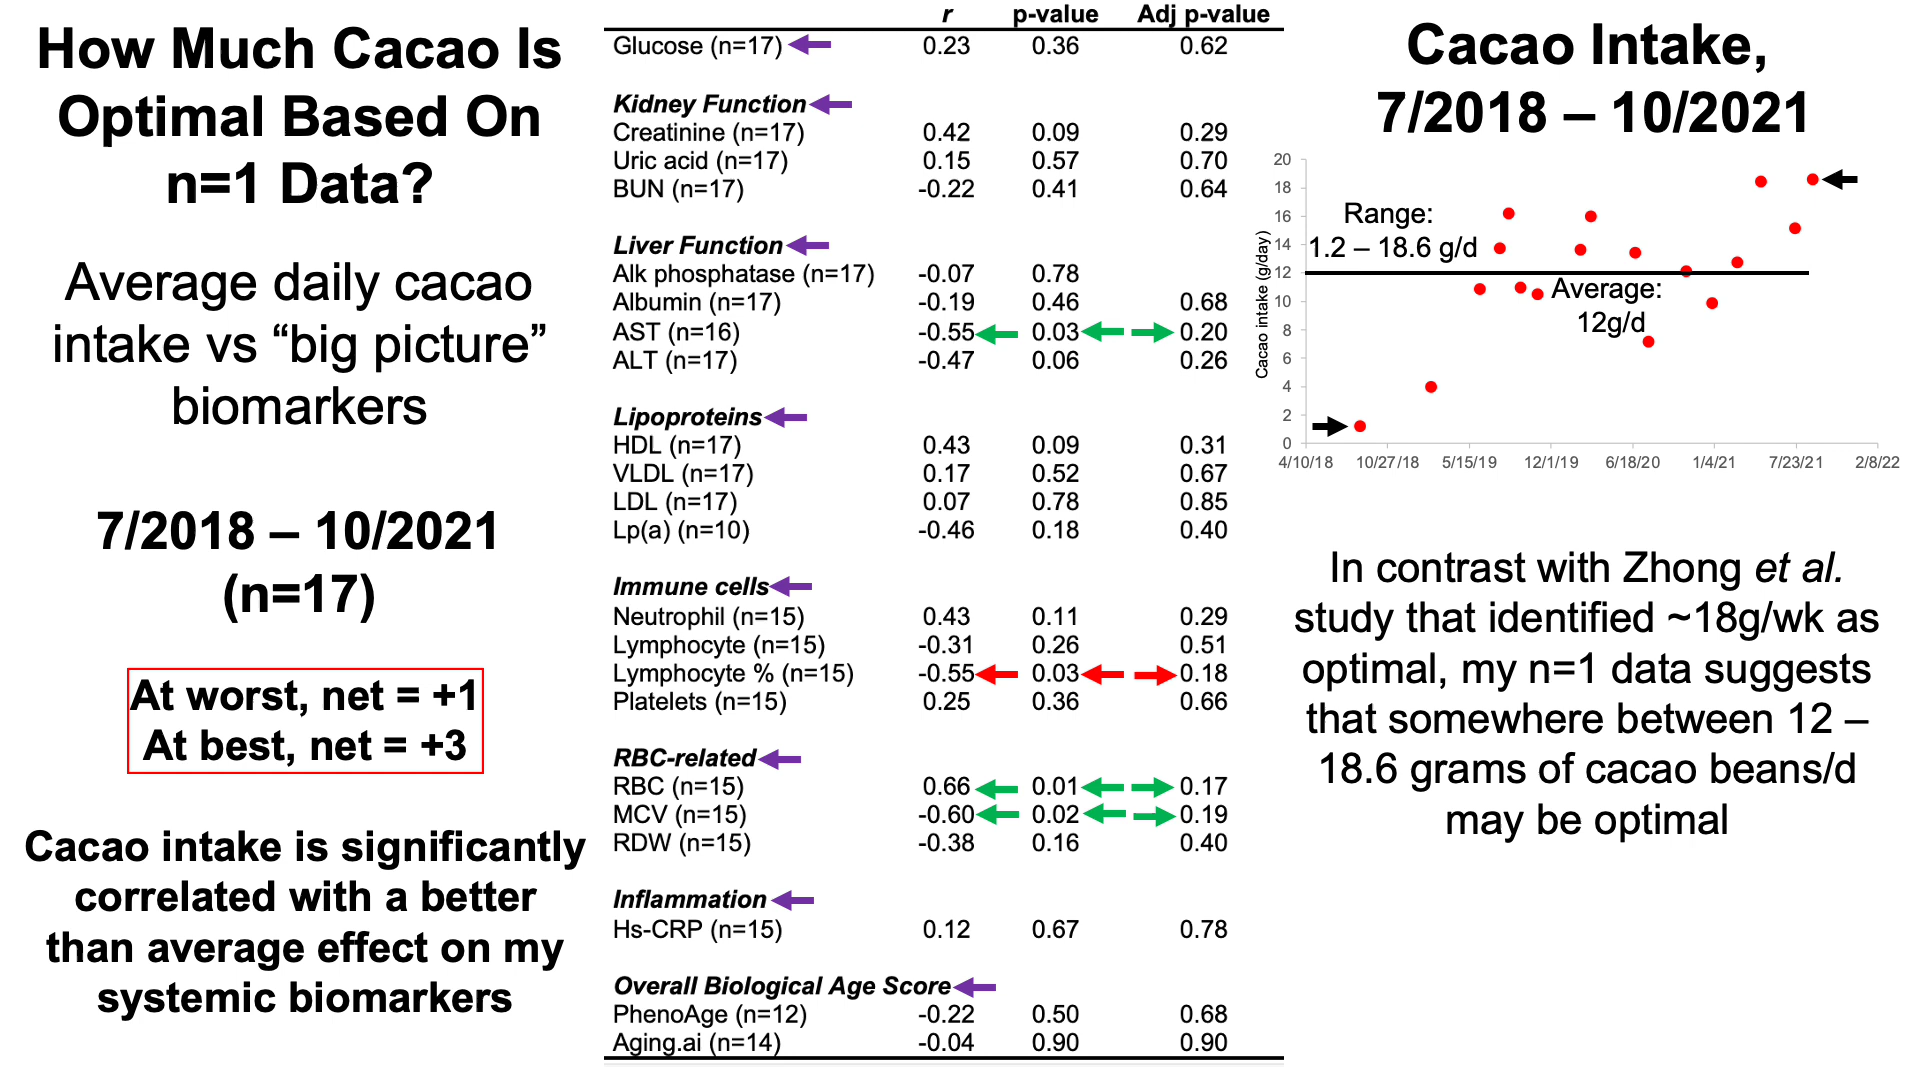 How Much Cacao Is
Optimal Based On
n=1 Data?
Average daily cacao
intake vs “big picture”
biomarkers
7/2018 – 10/2021
(n=17)
At worst, net = +1
At best, net = +3
Cacao intake is significantly
correlated with a better
than average effect on my
systemic biomarkers
r p-value Adj p-value
Glucose (n=17) 0.23 0.36 0.62
Kidney Function
Creatinine (n=17) 0.42 0.09 0.29
Uric acid (n=17) 0.15 0.57 0.70
BUN (n=17) -0.22 0.41 0.64
Liver Function
Alk phosphatase (n=17) -0.07 0.78
Albumin (n=17) -0.19 0.46 0.68
AST (n=16) -0.55 0.03 0.20
ALT (n=17) -0.47 0.06 0.26
Lipoproteins
HDL (n=17) 0.43 0.09 0.31
VLDL (n=17) 0.17 0.52 0.67
LDL (n=17) 0.07 0.78 0.85
Lp(a) (n=10) -0.46 0.18 0.40
Immune cells
Neutrophil (n=15) 0.43 0.11 0.29
Lymphocyte (n=15) -0.31 0.26 0.51
Lymphocyte % (n=15) -0.55 0.03 0.18
Platelets (n=15) 0.25 0.36 0.66
RBC-related
RBC (n=15) 0.66 0.01 0.17
MCV (n=15) -0.60 0.02 0.19
RDW (n=15) -0.38 0.16 0.40
Inflammation
Hs-CRP (n=15) 0.12 0.67 0.78
Overall Biological Age Score
PhenoAge (n=12) -0.22 0.50 0.68
Aging.ai (n=14) -0.04 0.90 0.90
Cacao Intake,
7/2018 – 10/2021
Cacao intake (g/day)
20
18
16
14
12
10
8
6
4
2
0
Range:
1.2 – 18.6 g/d
Average:
12g/d
4/10/18 10/27/18 5/15/19 12/1/19 6/18/20 1/4/21 7/23/21 2/8/22
In contrast with Zhong et al.
study that identified ~18g/wk as
optimal, my n=1 data suggests
that somewhere between 12 –
18.6 grams of cacao beans/d
may be optimal